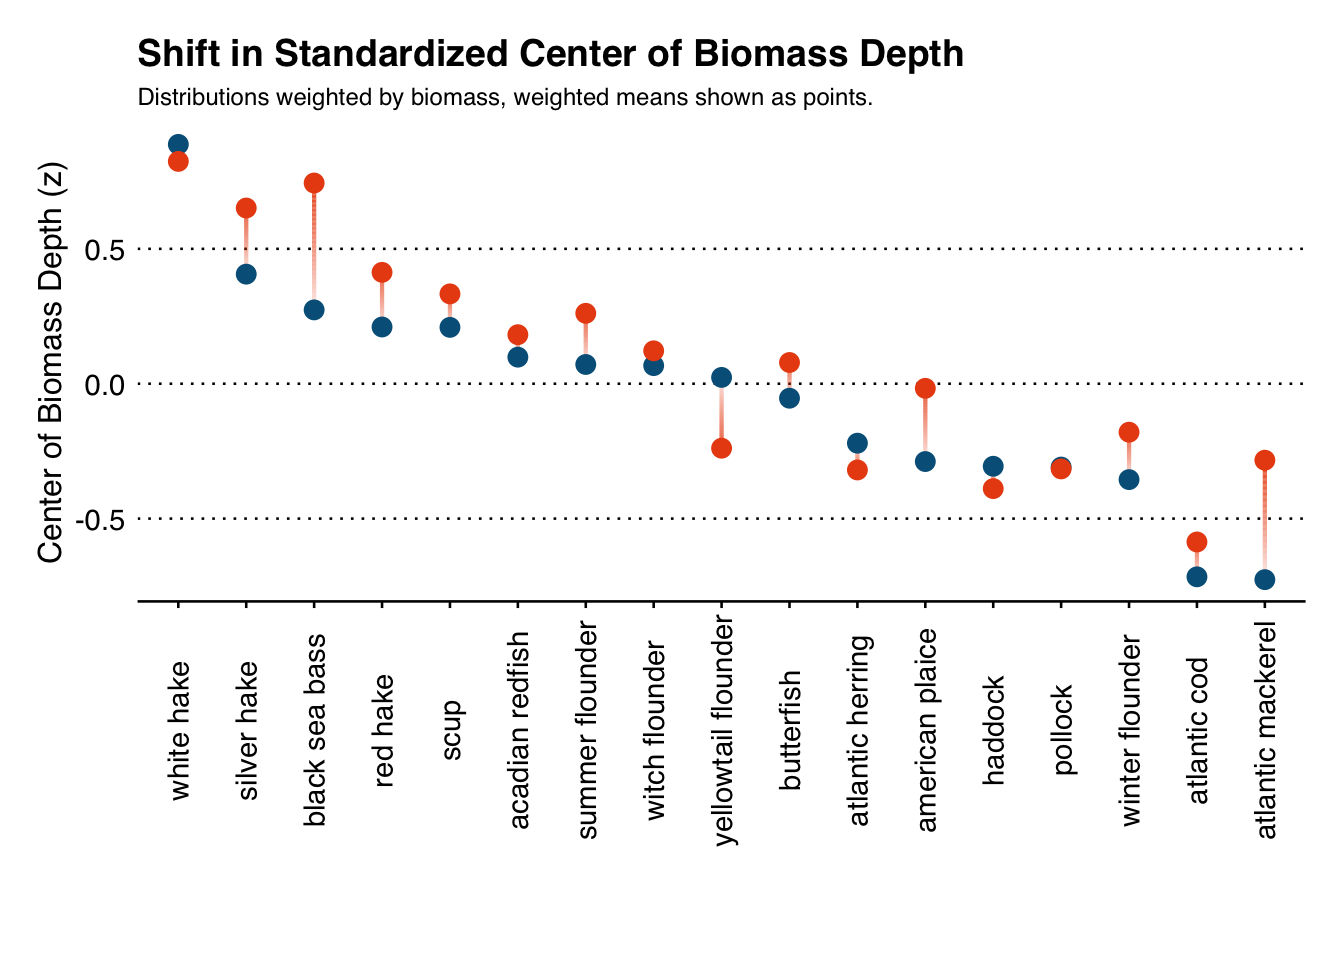 Shift in Standardized Center of Biomass Depth
Distributions weighted by biomass, weighted means shown as points.
Center of Biomass Depth (z)
0.5
0.0
-0.5
white hake
silver hake
black sea bass
red hake
scup
acadian redfish
summer flounder
witch flounder
yellowtail flounder
butterfish
atlantic herring
american plaice
haddock
pollock
winter flounder
atlantic cod
atlantic mackerel